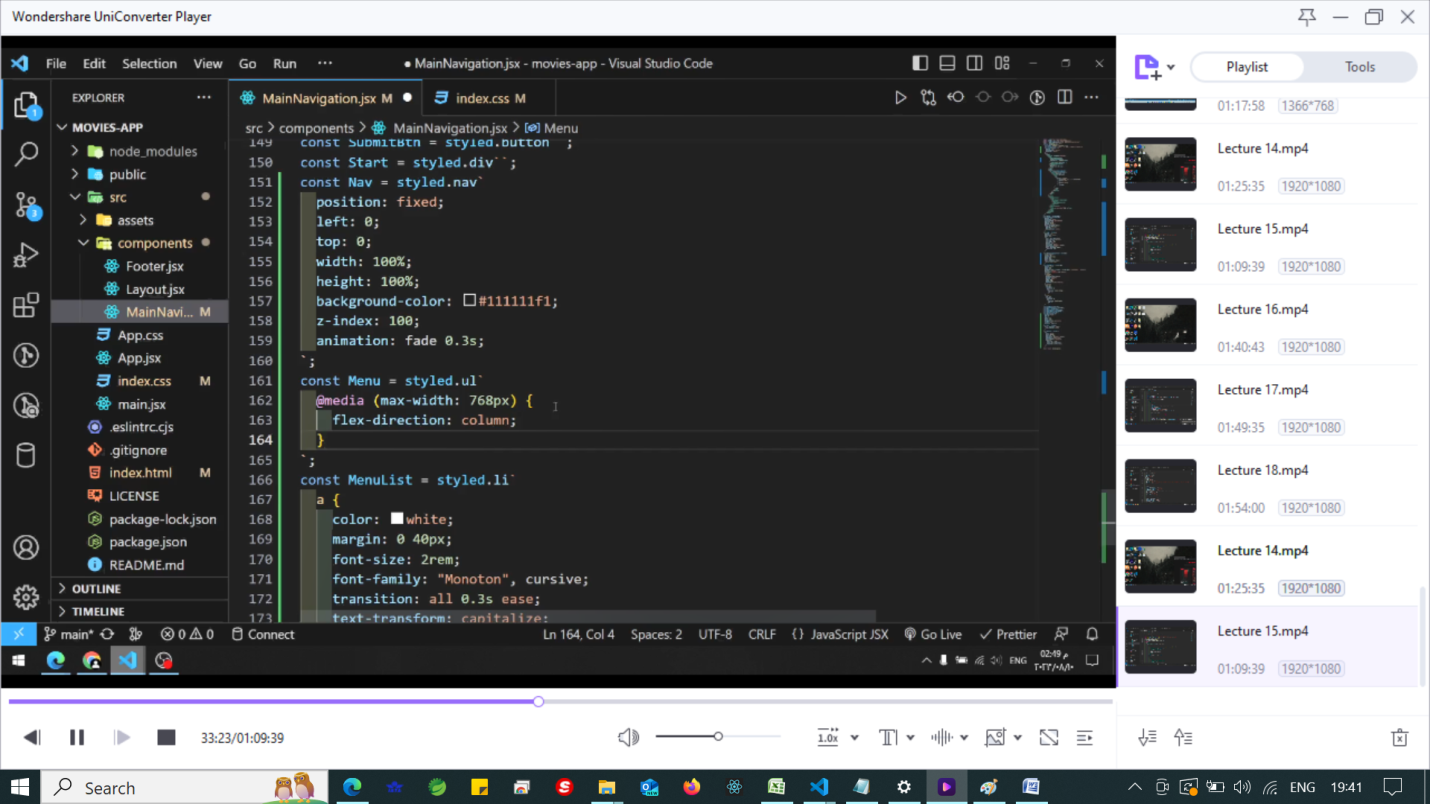 Wondershare UniConverter Player
File Edit Selection View Go Run ···
● MainNavigation.jsx - movies-app - Visual Studio Code
EXPLORER ···
MOVIES-APP
node_modules
public
src
assets
components
Footer.jsx
Layout.jsx
MainNavi... M
App.css
App.jsx
index.css M
main.jsx
.eslintrc.cjs
.gitignore
index.html M
LICENSE
package-lock.json
package.json
README.md
OUTLINE
TIMELINE
1
3
MainNavigation.jsx M ●
index.css M
src > components > MainNavigation.jsx > Menu
149 const SubmitBtn = styled.button``;
150 const Start = styled.div``;
151 const Nav = styled.nav`
152 position: fixed;
153 left: 0;
154 top: 0;
155 width: 100%;
156 height: 100%;
157 background-color: #111111f1;
158 z-index: 100;
159 animation: fade 0.3s;
160 `;
161 const Menu = styled.ul`
162 @media (max-width: 768px) {
163 flex-direction: column;
164 }
165 `;
166 const MenuList = styled.li`
167 a {
168 color: white;
169 margin: 0 40px;
170 font-size: 2rem;
171 font-family: "Monoton", cursive;
172 transition: all 0.3s ease;
173 text-transform: capitalize;
main* 0 0 Connect
Ln 164, Col 4 Spaces: 2 UTF-8 CRLF {} JavaScript JSX Go Live Prettier
ENG
33:23/01:09:39
1.0x
Playlist Tools
01:17:58 1366*768
Lecture 14.mp4
01:25:35 1920*1080
Lecture 15.mp4
01:09:39 1920*1080
Lecture 16.mp4
01:40:43 1920*1080
Lecture 17.mp4
01:49:35 1920*1080
Lecture 18.mp4
01:54:00 1920*1080
Lecture 14.mp4
01:25:35 1920*1080
Lecture 15.mp4
01:09:39 1920*1080
Search
ENG 19:41